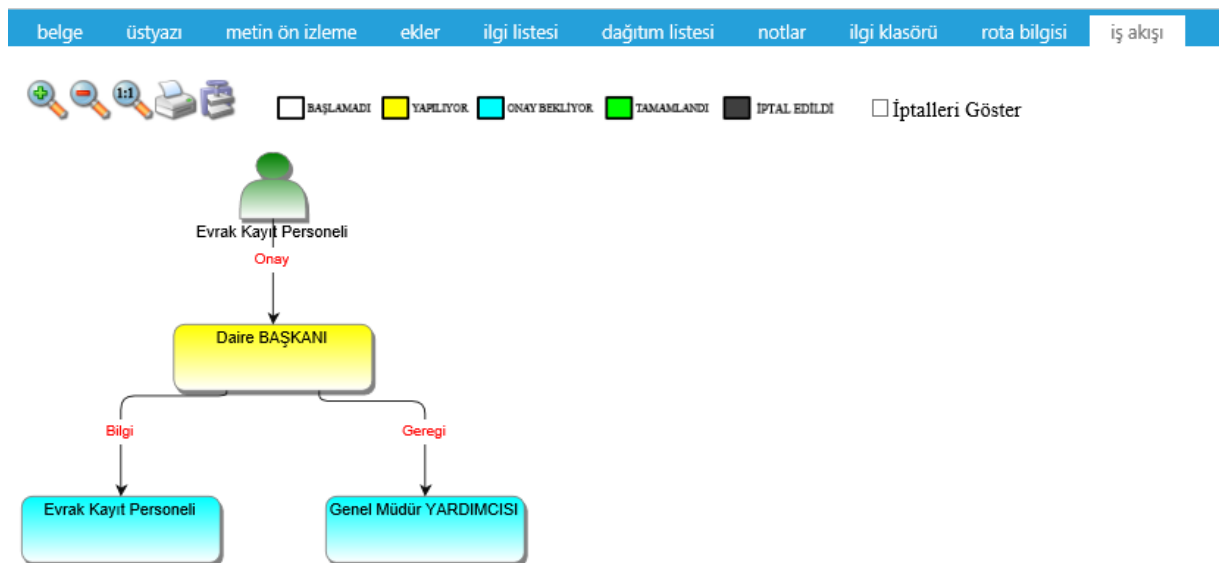 belge üstyazı metin ön izleme ekler ilgi listesi dağıtım listesi notlar ilgi klasörü rota bilgisi iş akışı
1:1 BAŞLAMADI YAPILIYOR ONAY BEKLİYOR TAMAMLANDI İPTAL EDİLDİ İptalleri Göster
Evrak Kayıt Personeli
Onay
Daire BAŞKANI
Bilgi Geregi
Evrak Kayıt Personeli Genel Müdür YARDIMCISI